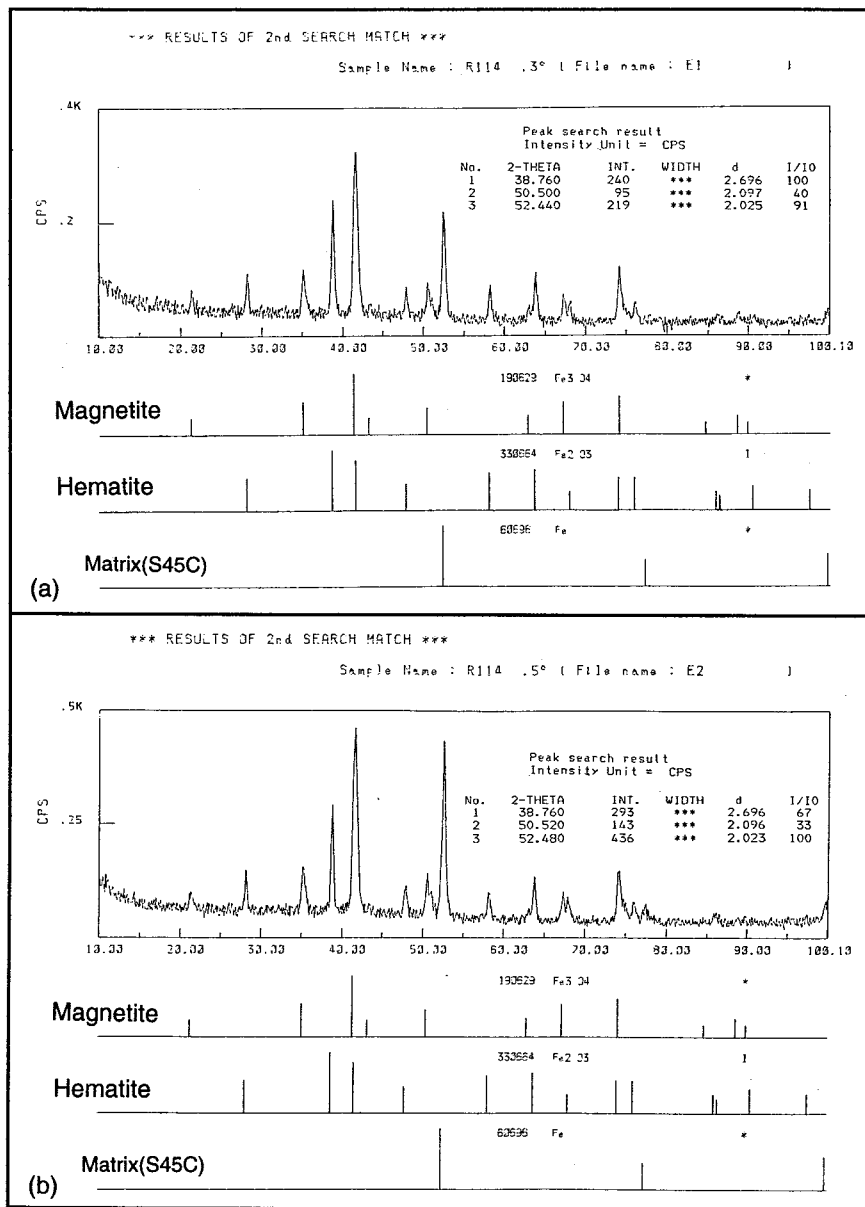 *** RESULTS OF 2nd SEARCH MATCH ***
Sample Name : R114 .3° ( File name : E1 )
.4K
Peak search result
Intensity Unit = CPS
No. 2-THETA INT. WIDTH d I/I0
1 38.760 240 *** 2.696 100
2 50.500 95 *** 2.097 40
3 52.440 219 *** 2.025 91
CPS
.2
10.00 20.00 30.00 40.00 50.00 60.00 70.00 80.00 90.00 100.10
190629 Fe3 O4 *
Magnetite
330664 Fe2 O3 I
Hematite
60696 Fe *
Matrix(S45C)
(a)
*** RESULTS OF 2nd SEARCH MATCH ***
Sample Name : R114 .5° ( File name : E2 )
.5K
Peak search result
Intensity Unit = CPS
No. 2-THETA INT. WIDTH d I/I0
1 38.760 293 *** 2.696 67
2 50.520 143 *** 2.096 33
3 52.480 436 *** 2.023 100
CPS
.25
10.00 20.00 30.00 40.00 50.00 60.00 70.00 80.00 90.00 100.10
190629 Fe3 O4 *
Magnetite
330664 Fe2 O3 I
Hematite
60696 Fe *
Matrix(S45C)
(b)